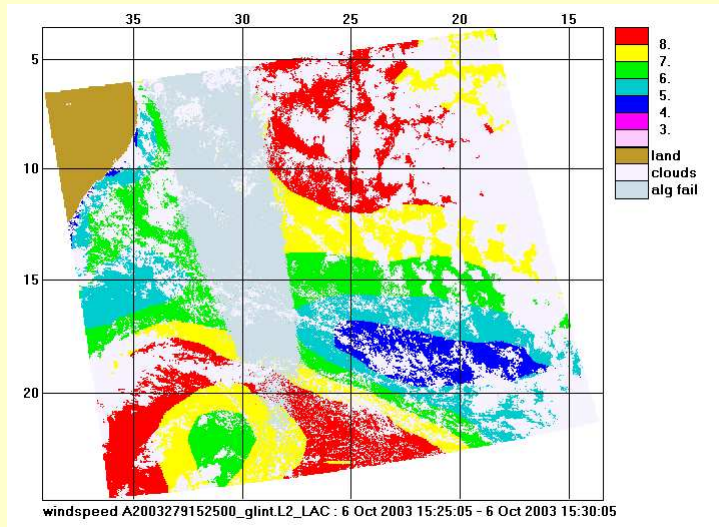 35 30 25 20 15
5
10
15
20
8.
7.
6.
5.
4.
3.
land
clouds
alg fail
windspeed A2003279152500_glint.L2_LAC : 6 Oct 2003 15:25:05 - 6 Oct 2003 15:30:05